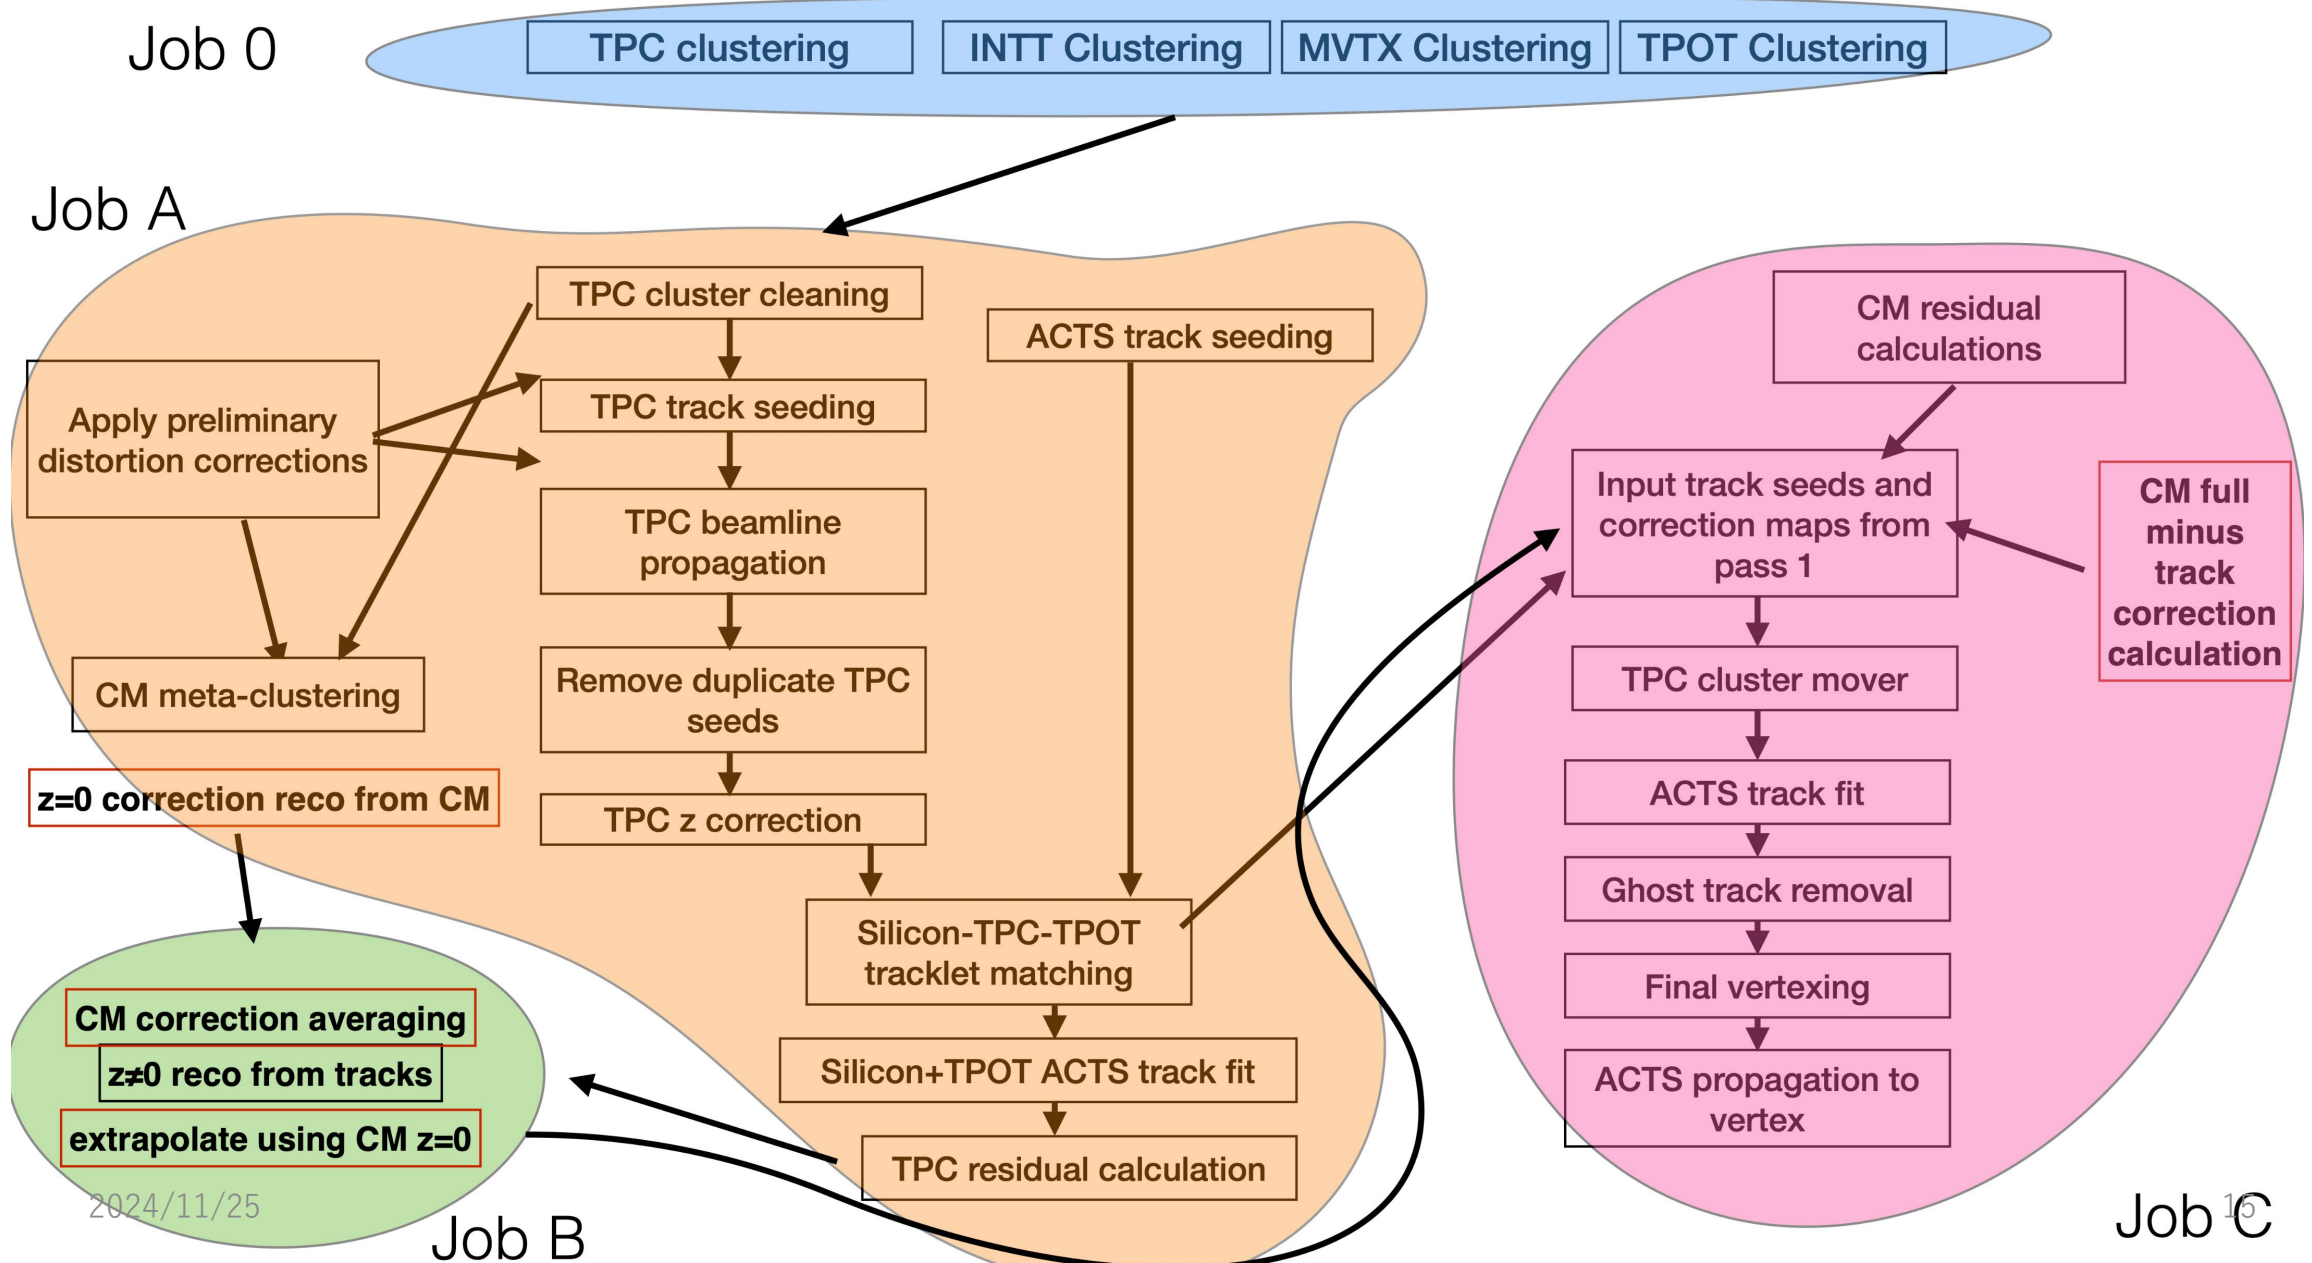 Job 0
TPC clustering
INTT Clustering
MVTX Clustering
TPOT Clustering
Job A
TPC cluster cleaning
ACTS track seeding
Apply preliminary
distortion corrections
TPC track seeding
TPC beamline
propagation
CM meta-clustering
Remove duplicate TPC
seeds
z=0 correction reco from CM
TPC z correction
Silicon-TPC-TPOT
tracklet matching
Silicon+TPOT ACTS track fit
TPC residual calculation
CM correction averaging
z≠0 reco from tracks
extrapolate using CM z=0
2024/11/25
Job B
CM residual
calculations
Input track seeds and
correction maps from
pass 1
CM full
minus
track
correction
calculation
TPC cluster mover
ACTS track fit
Ghost track removal
Final vertexing
ACTS propagation to
vertex
Job C
15